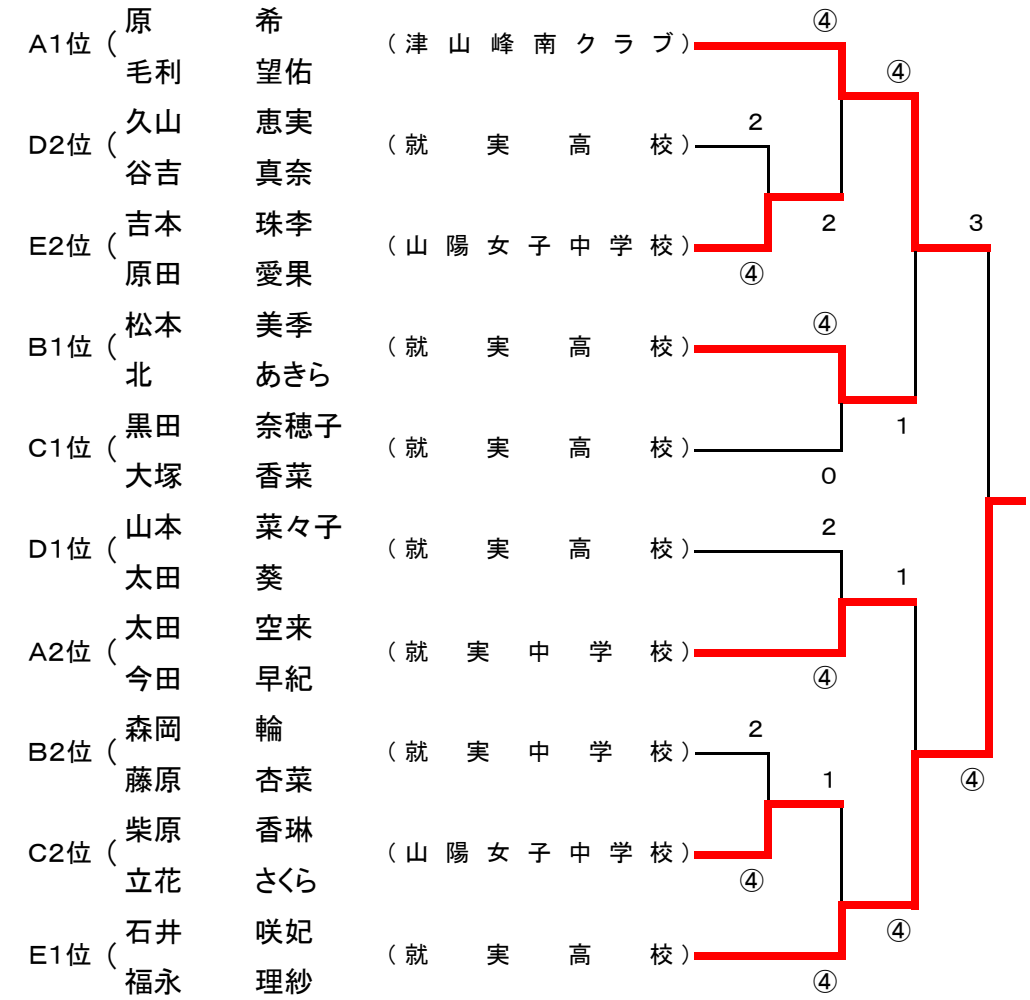 ④
原 希
A1位 ( (津山峰南クラブ)
毛利 望佑
④
久山 恵実
2
D2位 ( (就実高校)
谷吉 真奈
吉本 珠李
2
3
E2位 ( (山陽女子中学校)
原田 愛果
④
松本 美季
④
B1位 ( (就実高校)
北 あきら
黒田 奈穂子
1
C1位 ( (就実高校)
大塚 香菜
0
山本 菜々子
2
D1位 ( (就実高校)
太田 葵
1
太田 空来
A2位 ( (就実中学校)
今田 早紀
④
森岡 輪
2
B2位 ( (就実中学校)
藤原 杏菜
1
④
柴原 香琳
C2位 ( (山陽女子中学校)
立花 さくら
④
石井 咲妃
④
E1位 ( (就実高校)
福永 理紗
④